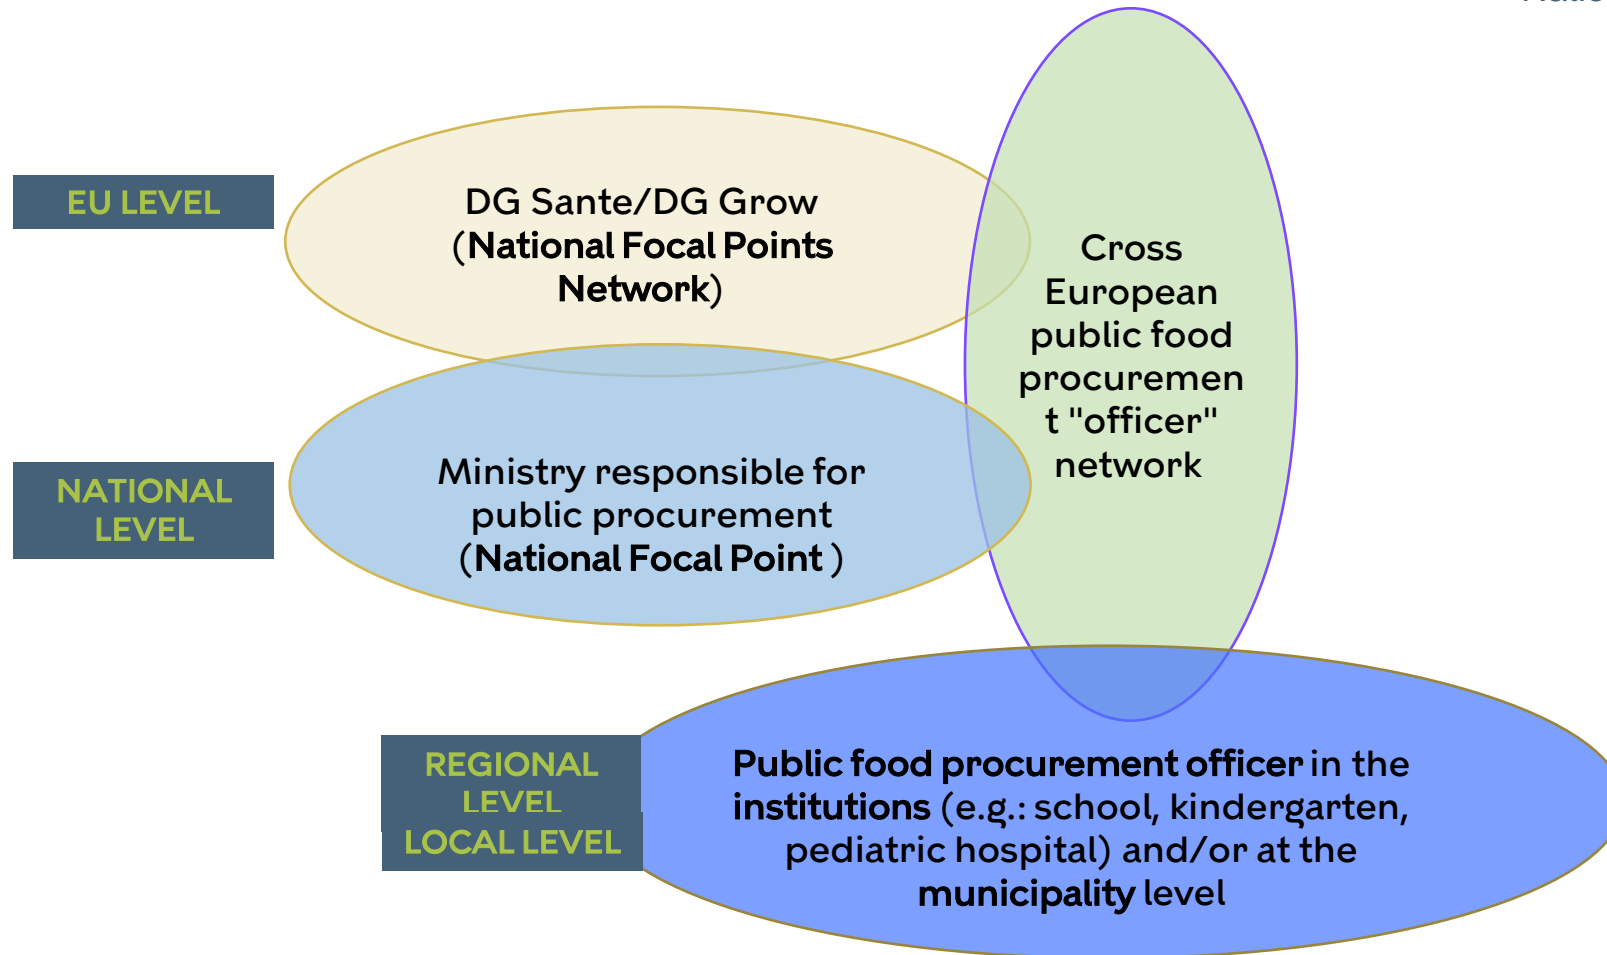 EU LEVEL
DG Sante/DG Grow
(National Focal Points
Network)
Cross
European
public food
procuremen
t "officer"
network
NATIONAL
LEVEL
Ministry responsible for
public procurement
(National Focal Point )
REGIONAL
LEVEL
LOCAL LEVEL
Public food procurement officer in the
institutions (e.g.: school, kindergarten,
pediatric hospital) and/or at the
municipality level